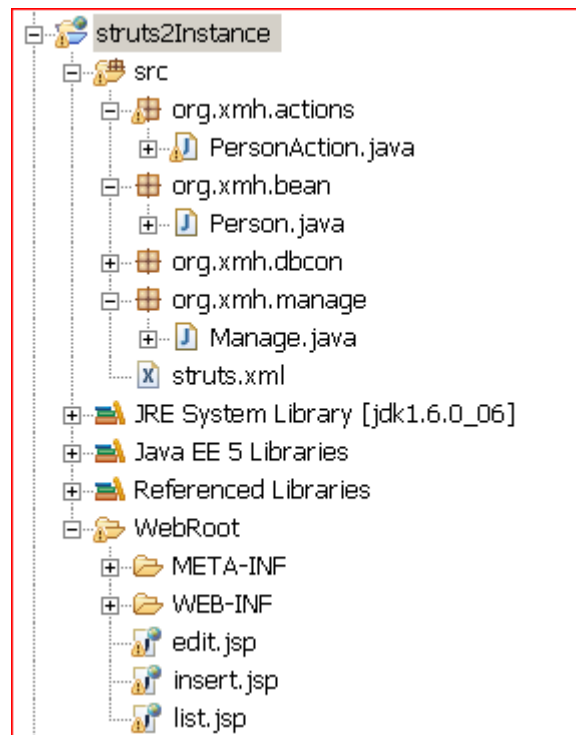 struts2Instance
src
org.xmh.actions
PersonAction.java
org.xmh.bean
Person.java
org.xmh.dbcon
org.xmh.manage
Manage.java
struts.xml
JRE System Library [jdk1.6.0_06]
Java EE 5 Libraries
Referenced Libraries
WebRoot
META-INF
WEB-INF
edit.jsp
insert.jsp
list.jsp